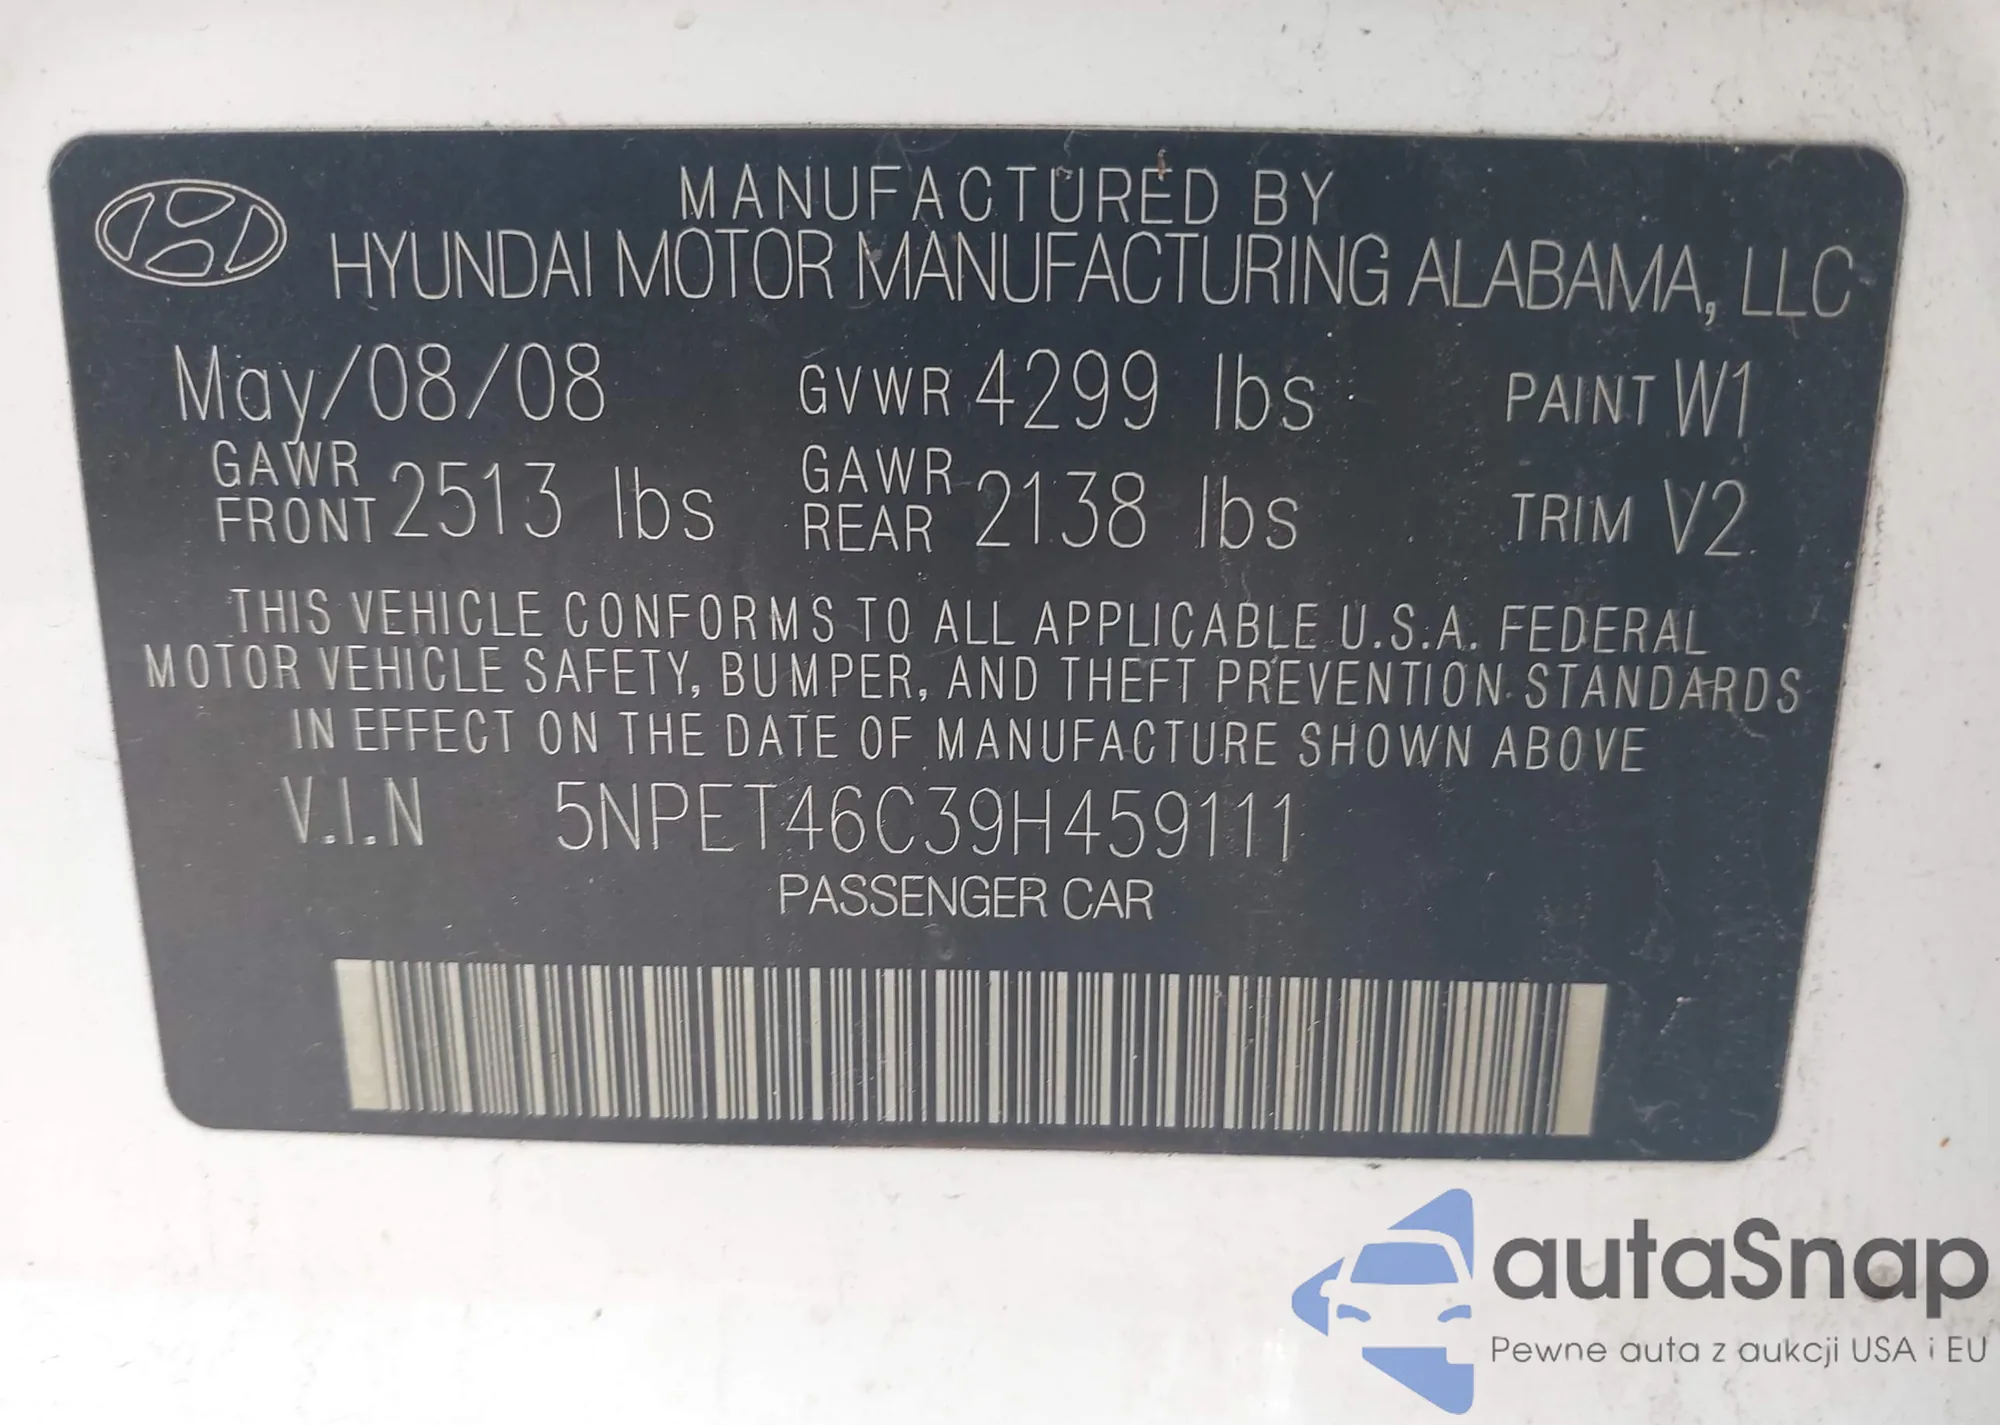 MANUFACTURED BY
HYUNDAI MOTOR MANUFACTURING ALABAMA, LLC
May/08/08 GVWR 4299 lbs PAINT W1
GAWR FRONT 2513 lbs GAWR REAR 2138 lbs TRIM V2
THIS VEHICLE CONFORMS TO ALL APPLICABLE U.S.A. FEDERAL
MOTOR VEHICLE SAFETY, BUMPER, AND THEFT PREVENTION STANDARDS
IN EFFECT ON THE DATE OF MANUFACTURE SHOWN ABOVE
V.I.N 5NPET46C39H459111
PASSENGER CAR
autaSnap
Pewne auta z aukcji USA i EU